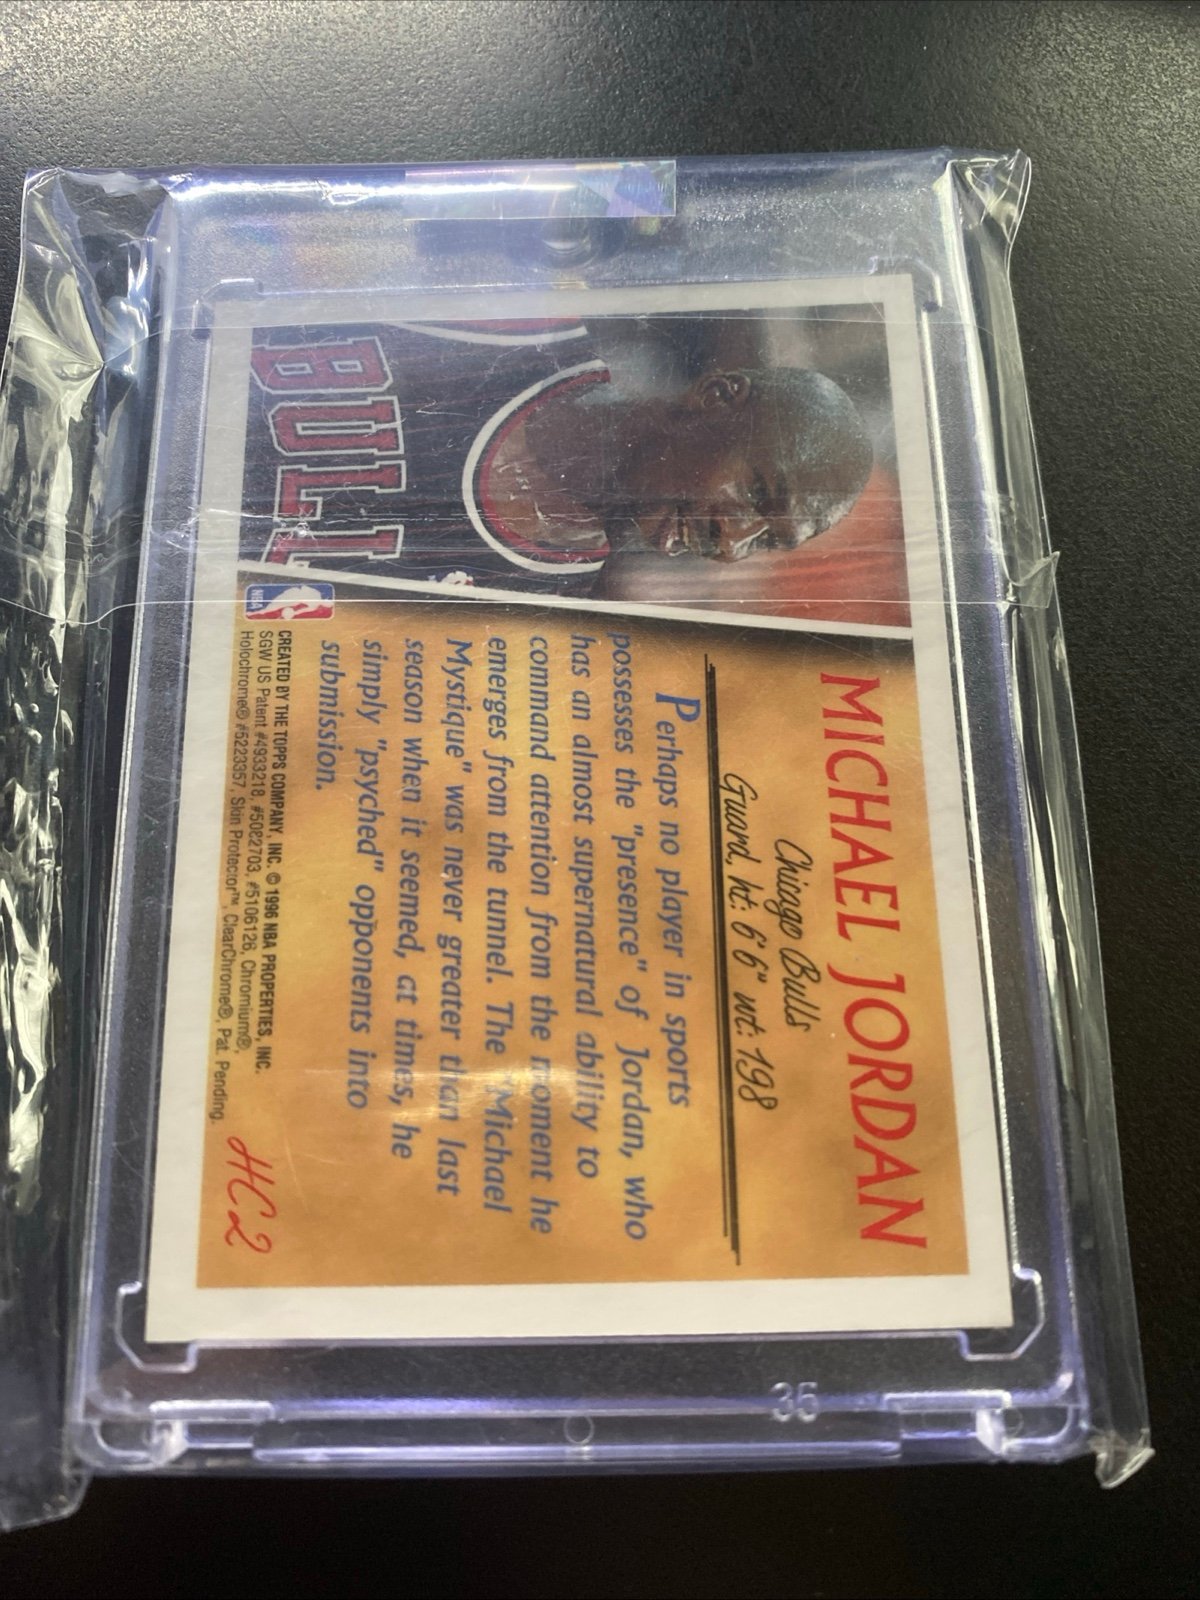 MICHAEL JORDAN
Chicago Bulls
Guard, ht: 6'6" wt: 198
Perhaps no player in sports
possesses the "presence" of Jordan, who
has an almost supernatural ability to
command attention from the moment he
emerges from the tunnel. The "Michael
Mystique" was never greater than last
season when it seemed, at times, he
simply "psyched" opponents into
submission.
CREATED BY THE TOPPS COMPANY, INC. © 1996 NBA PROPERTIES, INC.
SGW US Patent #4933218, #5082703, #5106126, Chromium®,
Holochrome® #5223357, Skin Protector™, ClearChrome®, Pat. Pending.
HC2
BULL
NBA
35